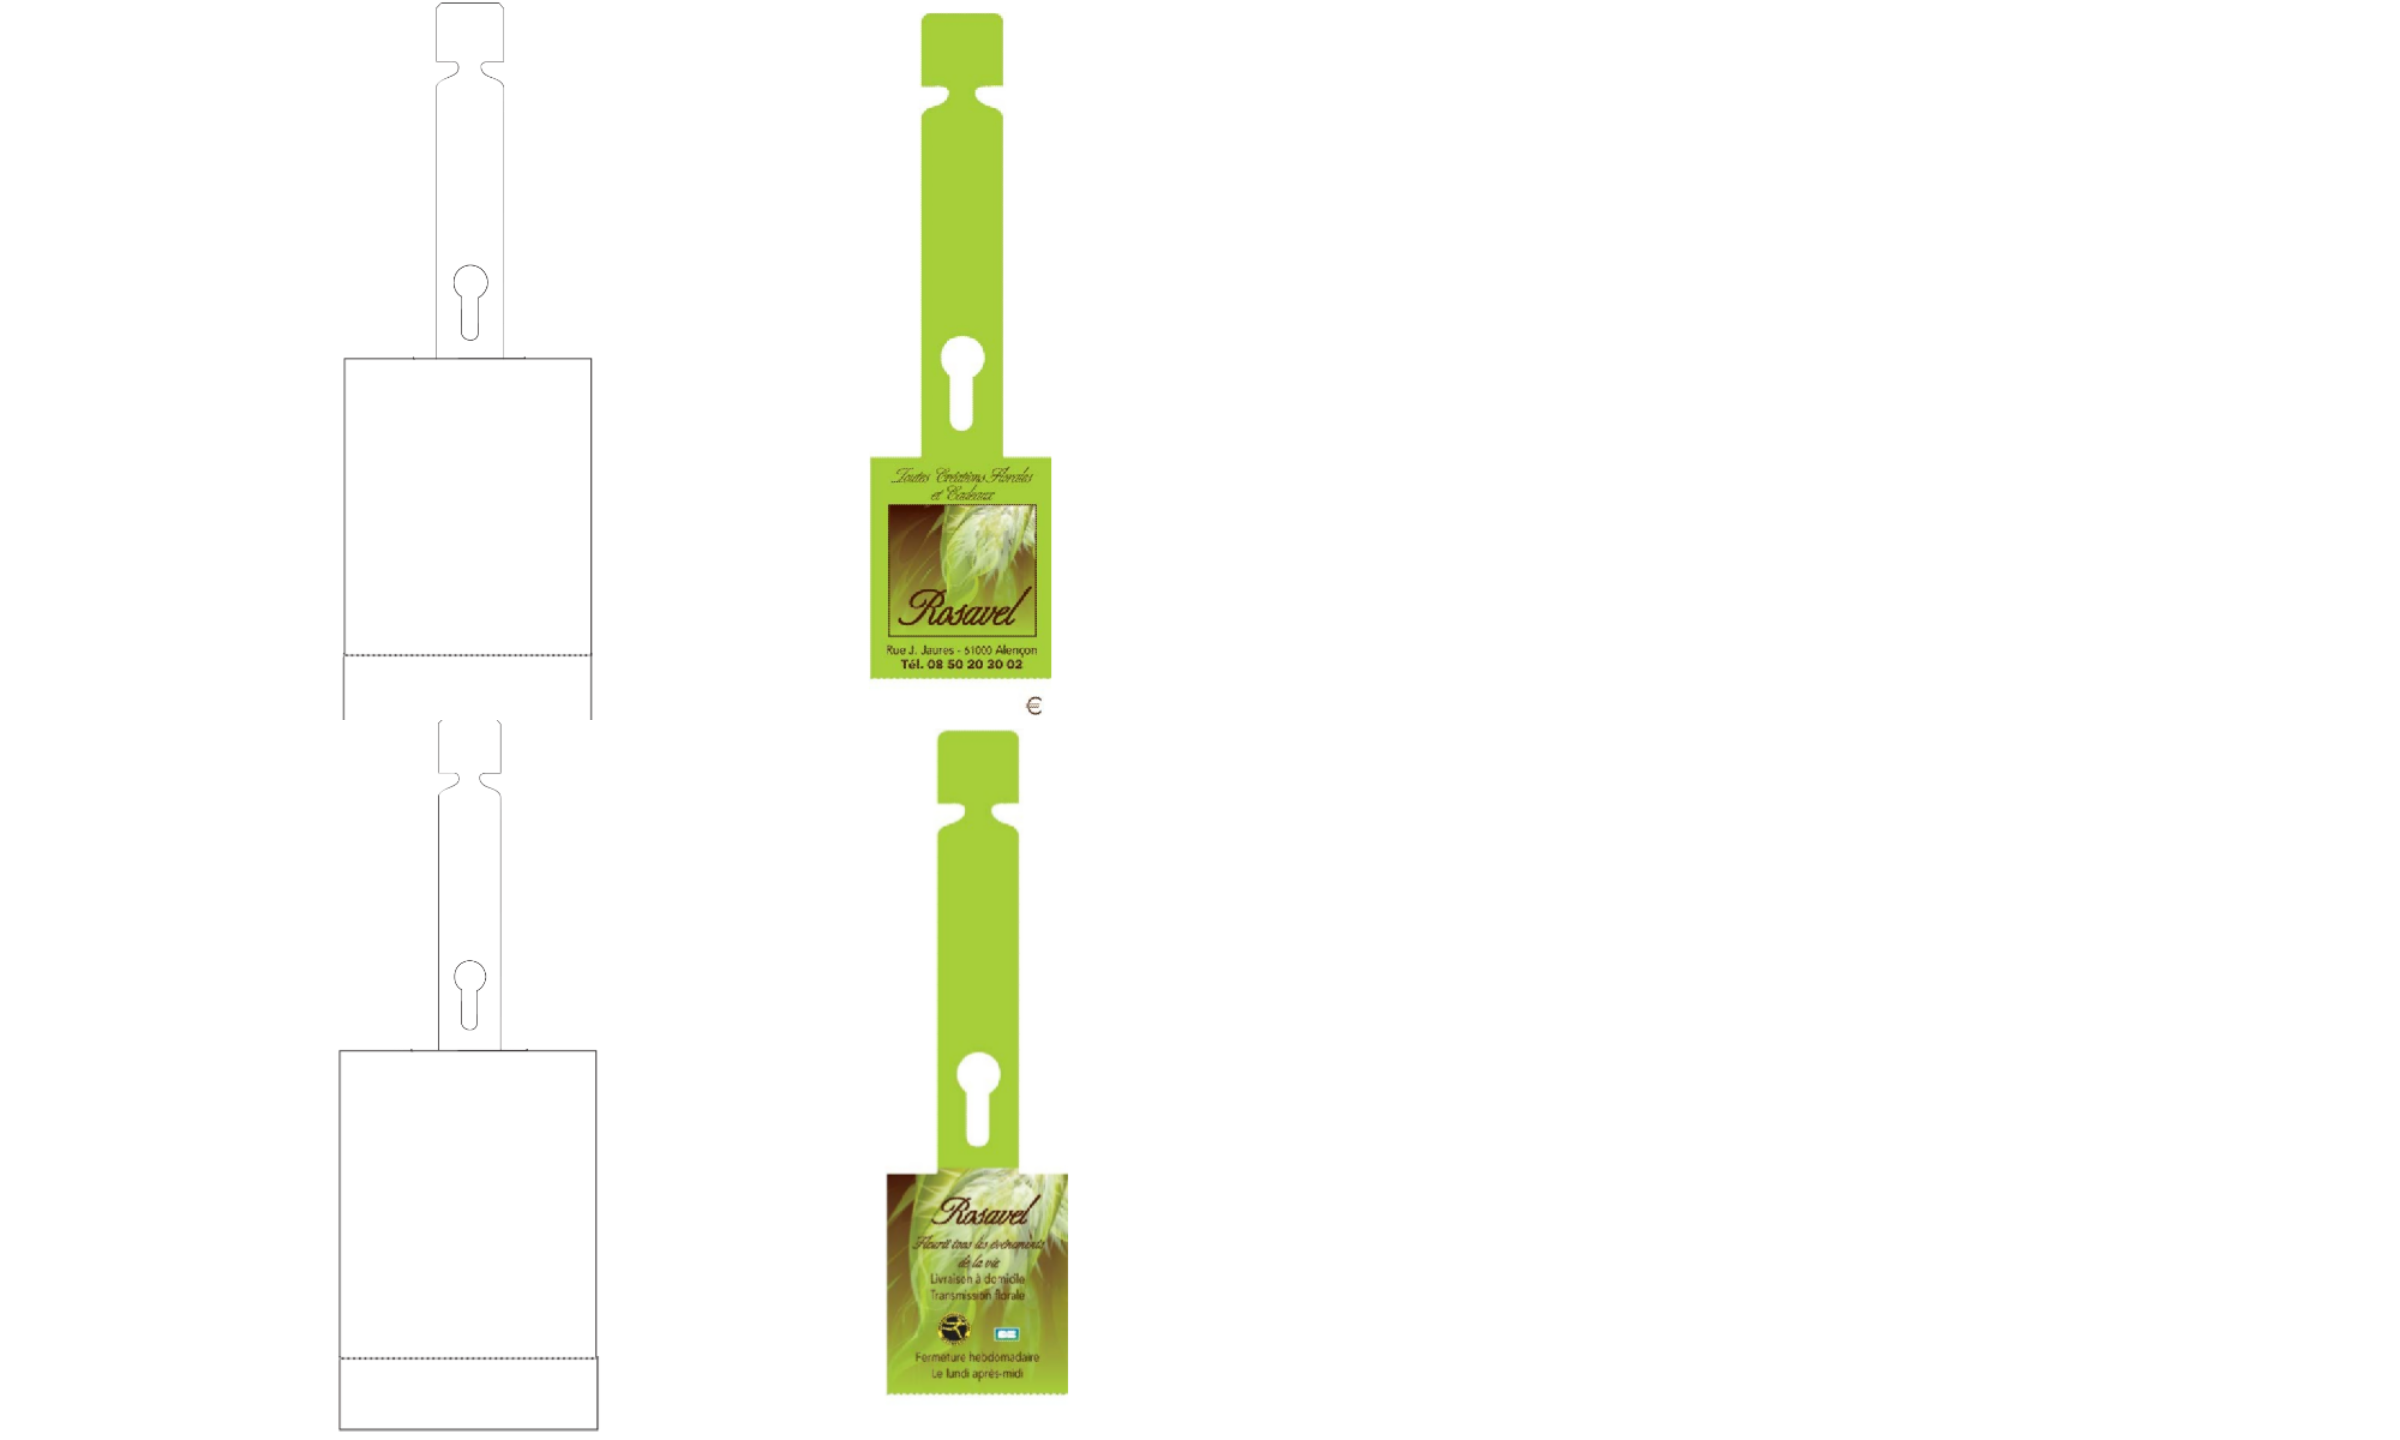 Toutes Créations Florales
et Cadeaux
Rosavel
Rue J. Jaures - 61000 Alençon
Tél. 08 50 20 30 02
€
Rosavel
Fleurit tous les événements
de la vie
Livraison à domicile
Transmission florale
Fermeture hebdomadaire
Le lundi après-midi